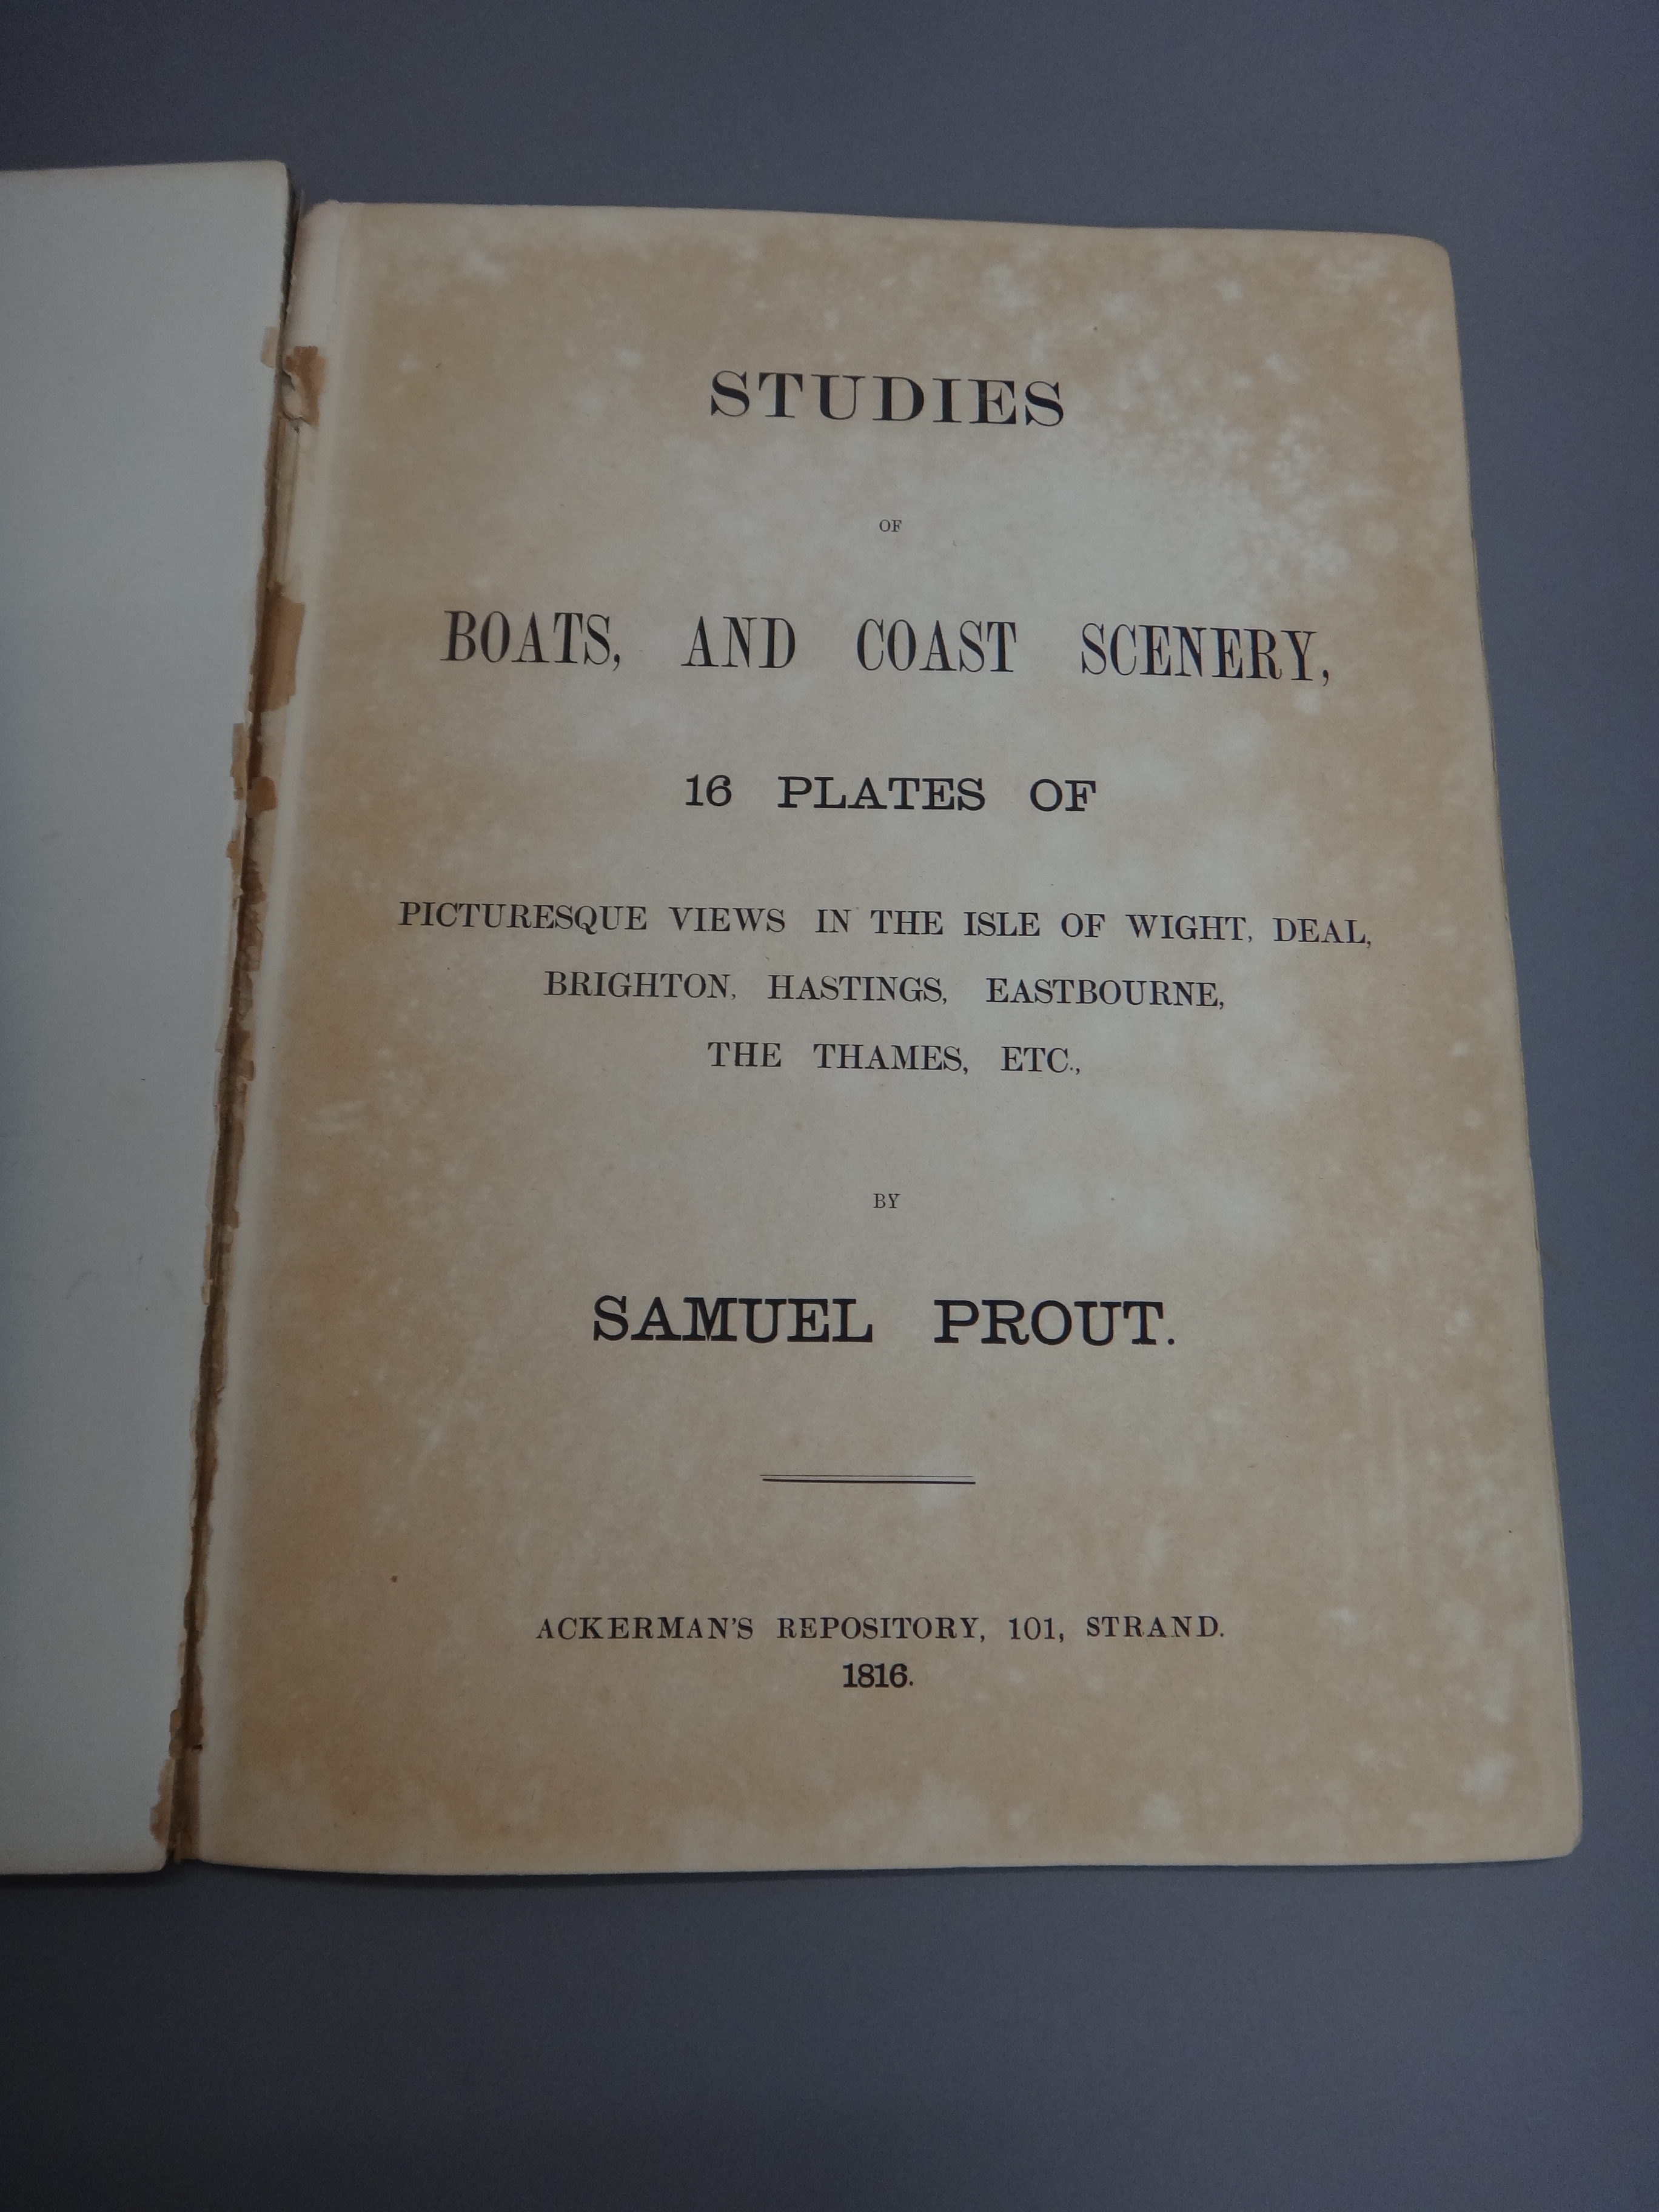 STUDIES
OF
BOATS, AND COAST SCENERY,
16 PLATES OF
PICTURESQUE VIEWS IN THE ISLE OF WIGHT, DEAL,
BRIGHTON, HASTINGS, EASTBOURNE,
THE THAMES, ETC.,
BY
SAMUEL PROUT.
ACKERMAN'S REPOSITORY, 101, STRAND.
1816.